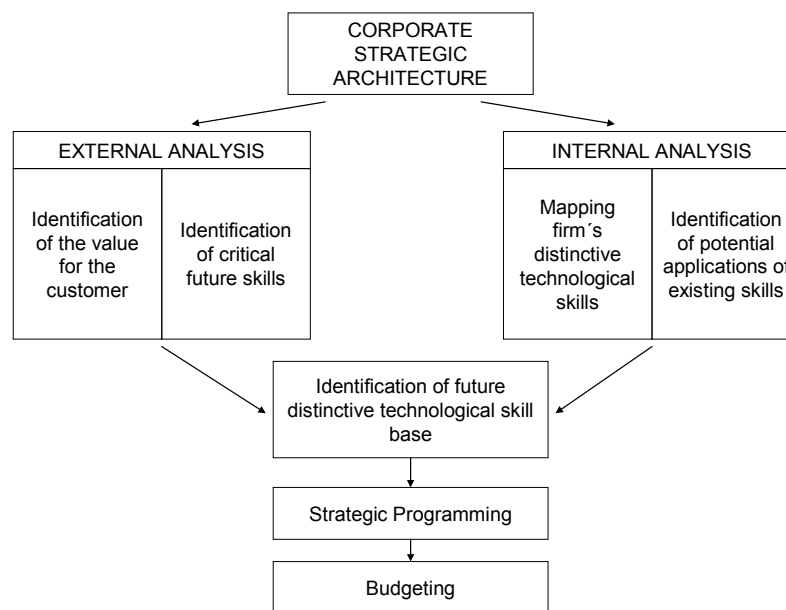 CORPORATE
STRATEGIC
ARCHITECTURE
EXTERNAL ANALYSIS
Identification
of the value
for the
customer
Identification
of critical
future skills
INTERNAL ANALYSIS
Mapping
firm´s
distinctive
technological
skills
Identification
of potential
applications of
existing skills
Identification of future
distinctive technological skill
base
Strategic Programming
Budgeting